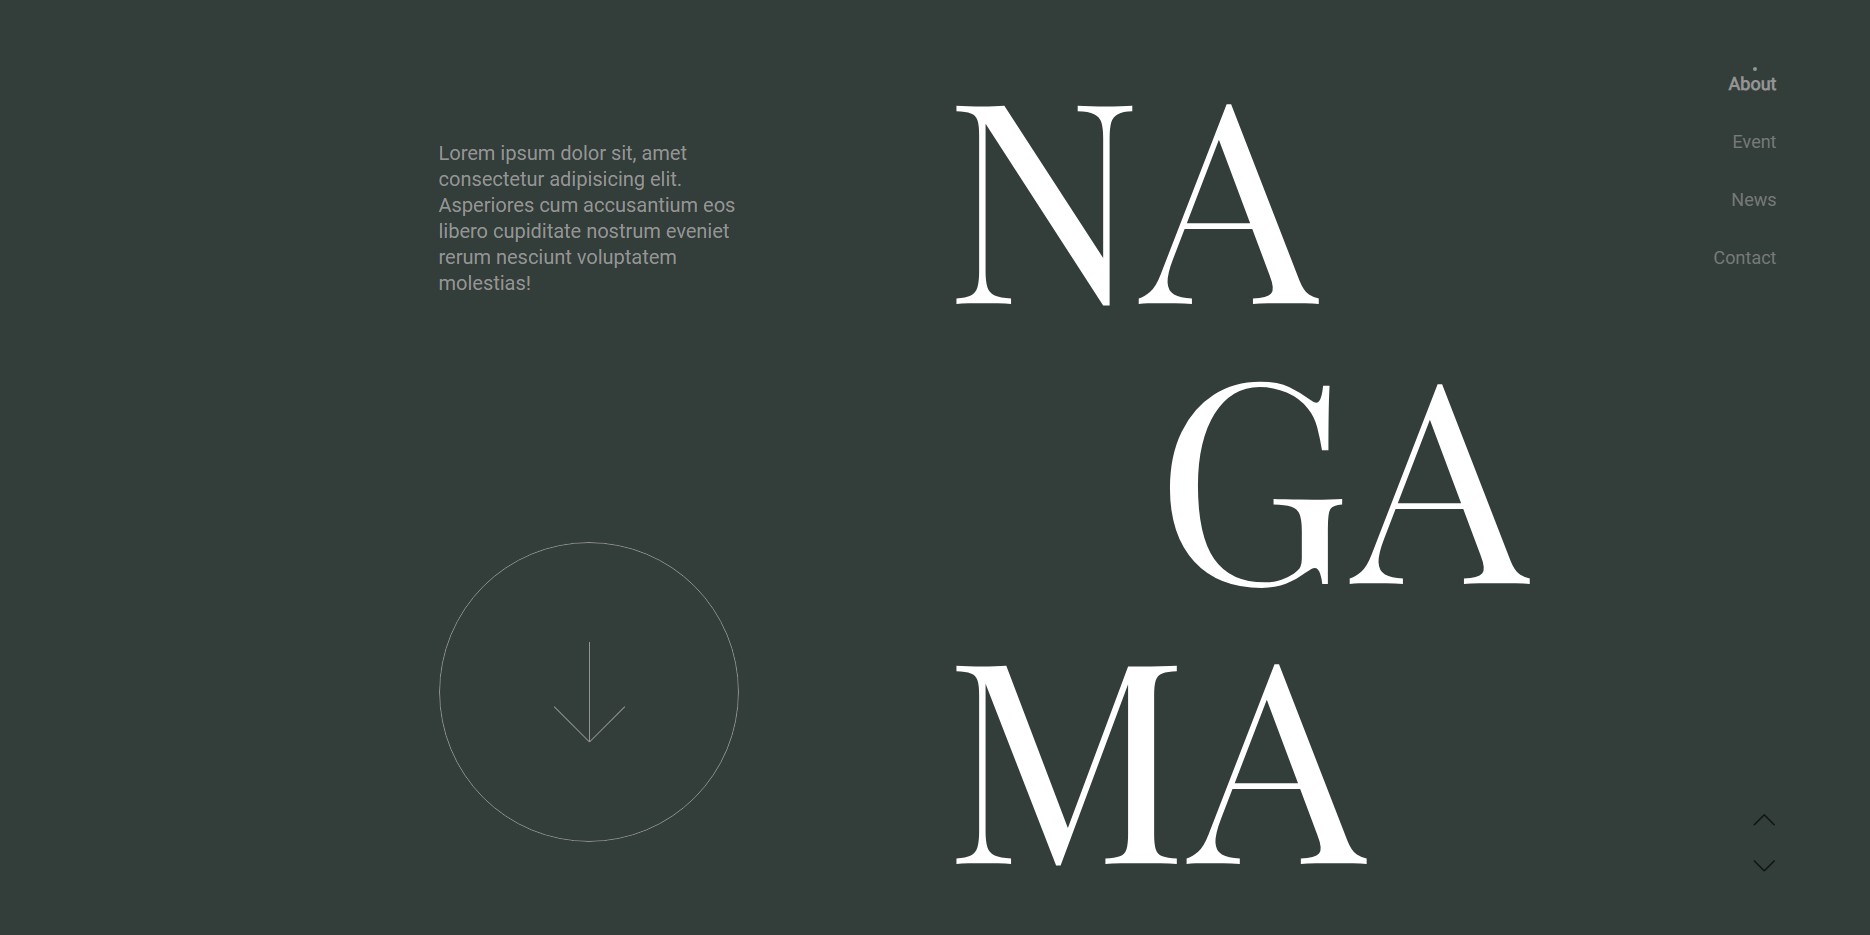 Lorem ipsum dolor sit, amet
consectetur adipisicing elit.
Asperiores cum accusantium eos
libero cupiditate nostrum eveniet
rerum nesciunt voluptatem
molestias!
NA
GA
MA
About
Event
News
Contact